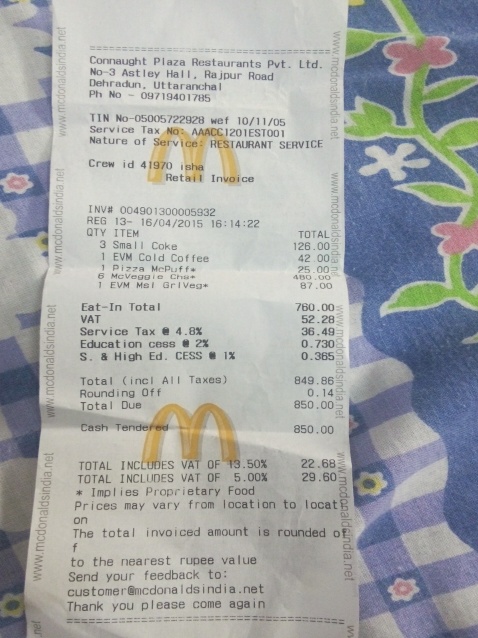 Connaught Plaza Restaurants Pvt. Ltd.
No-3 Astley Hall, Rajpur Road
Dehradun, Uttaranchal
Ph No - 09719401785
TIN No-05005722928 wef 10/11/05
Service Tax No: AAACC1201EST001
Nature of Service: RESTAURANT SERVICE
Crew id 41970 isha
Retail Invoice
INV# 004901300005932
REG 13- 16/04/2015 16:14:22
QTY ITEM TOTAL
3 Small Coke 126.00
1 EVM Cold Coffee 42.00
1 Pizza McPuff* 25.00
6 McVeggie Chs* 480.00
1 EVM Msl GrlVeg* 87.00
Eat-In Total 760.00
VAT 52.28
Service Tax @ 4.8% 36.49
Education cess @ 2% 0.730
S. & High Ed. CESS @ 1% 0.365
Total (incl All Taxes) 849.86
Rounding Off 0.14
Total Due 850.00
Cash Tendered 850.00
TOTAL INCLUDES VAT OF 13.50% 22.68
TOTAL INCLUDES VAT OF 5.00% 29.60
* Implies Proprietary Food
Prices may vary from location to locati
on
The total invoiced amount is rounded of
f
to the nearest rupee value
Send your feedback to:
customer@mcdonaldsindia.net
Thank you please come again
www.mcdonaldsindia.net
www.mcdonaldsindia.net
www.mcdonaldsindia.net
www.mcdonaldsindia.net
www.mcdonaldsindia.net
www.mcdonaldsindia.net
www.mcdonaldsindia.net
www.mcdonaldsindia.net